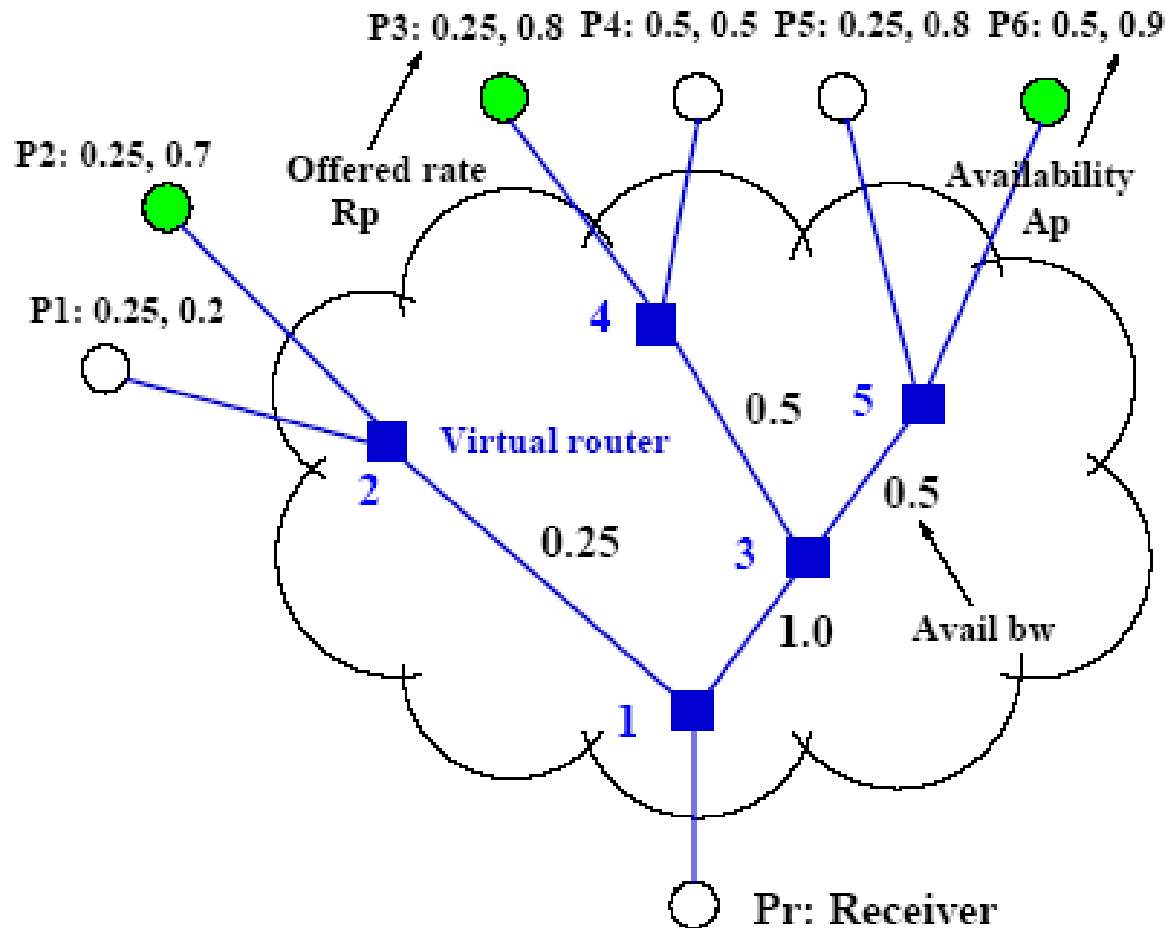 P3: 0.25, 0.8 P4: 0.5, 0.5 P5: 0.25, 0.8 P6: 0.5, 0.9
P2: 0.25, 0.7
Offered rate
Rp
Availability
Ap
P1: 0.25, 0.2
4
0.5
5
Virtual router
2
0.5
0.25
3
1.0
Avail bw
1
Pr: Receiver